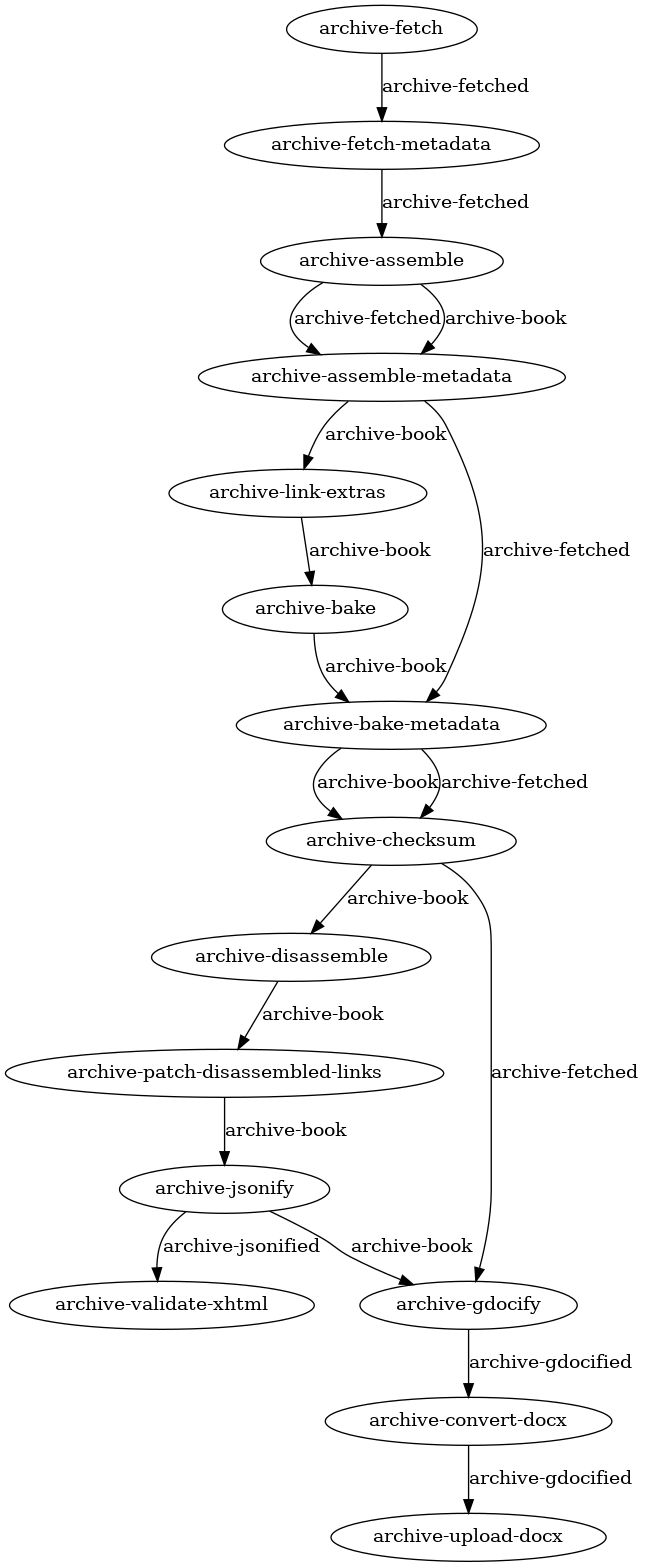 archive-fetch
archive-fetched
archive-fetch-metadata
archive-fetched
archive-assemble
archive-fetched
archive-book
archive-assemble-metadata
archive-book
archive-link-extras
archive-book
archive-fetched
archive-bake
archive-book
archive-bake-metadata
archive-book
archive-fetched
archive-checksum
archive-book
archive-disassemble
archive-book
archive-patch-disassembled-links
archive-fetched
archive-book
archive-jsonify
archive-jsonified
archive-book
archive-validate-xhtml
archive-gdocify
archive-gdocified
archive-convert-docx
archive-gdocified
archive-upload-docx